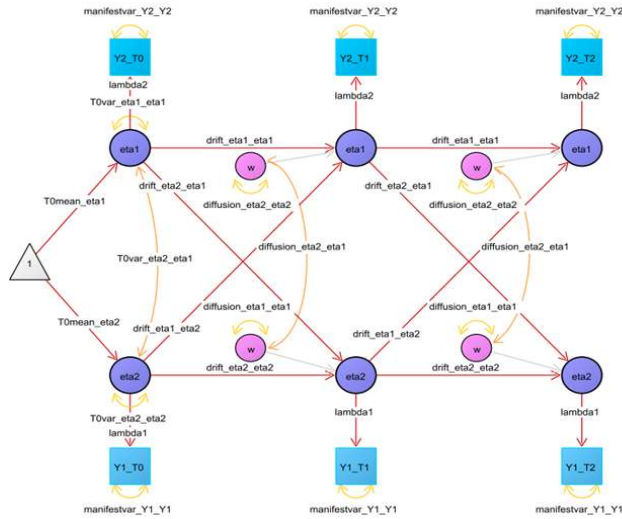 manifestvar_Y2_Y2 manifestvar_Y2_Y2 manifestvar_Y2_Y2
Y2_T0 Y2_T1 Y2_T2
lambda2 lambda2 lambda2
T0var_eta1_eta1
drift_eta1_eta1 drift_eta1_eta1
eta1 eta1 eta1
w w
drift_eta2_eta1 drift_eta2_eta1
T0mean_eta1 diffusion_eta2_eta2 diffusion_eta2_eta2
diffusion_eta2_eta1 diffusion_eta2_eta1
1 T0var_eta2_eta1
diffusion_eta1_eta1 diffusion_eta1_eta1
T0mean_eta2 drift_eta1_eta2 drift_eta1_eta2
w w
drift_eta2_eta2 drift_eta2_eta2
eta2 eta2 eta2
T0var_eta2_eta2
lambda1 lambda1 lambda1
Y1_T0 Y1_T1 Y1_T2
manifestvar_Y1_Y1 manifestvar_Y1_Y1 manifestvar_Y1_Y1